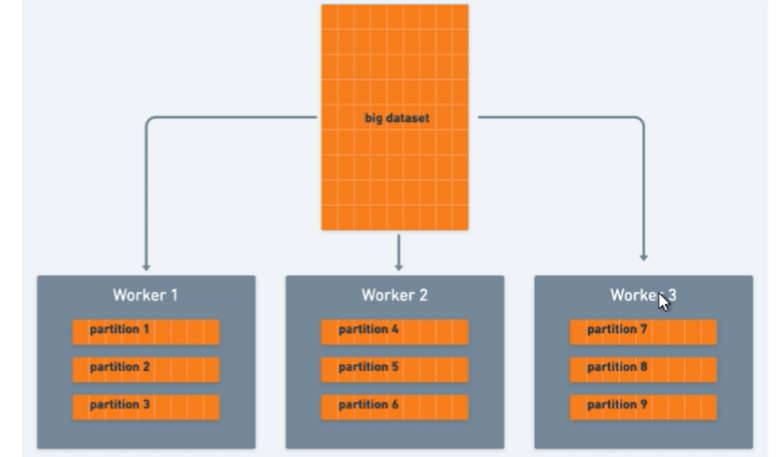 big dataset
Worker 1
partition 1
partition 2
partition 3
Worker 2
partition 4
partition 5
partition 6
Worker 3
partition 7
partition 8
partition 9